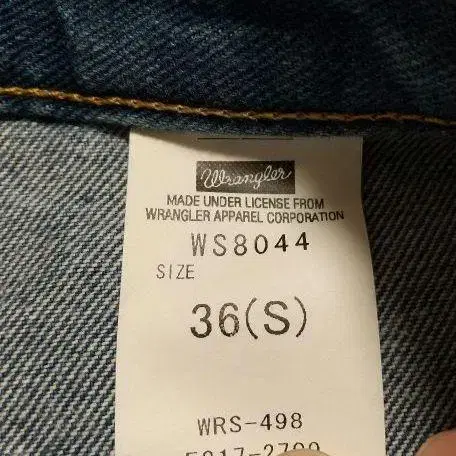 Wrangler
MADE UNDER LICENSE FROM
WRANGLER APPAREL CORPORATION
WS8044
SIZE
36(S)
WRS-498